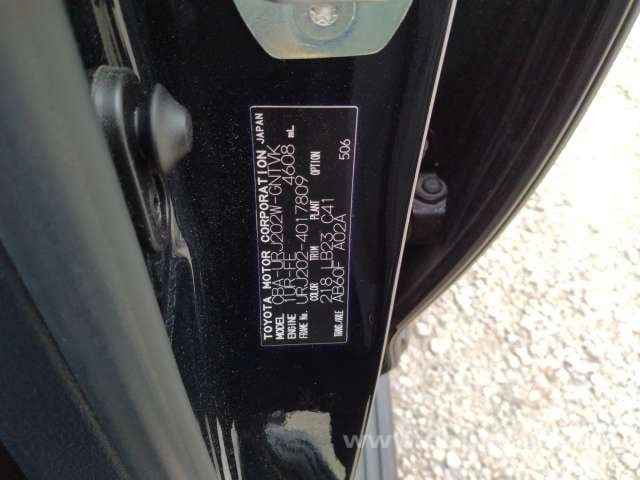 TOYOTA MOTOR CORPORATION JAPAN
MODEL CBA-URJ202W-GNTVK
ENGINE 1UR-FE 4608 mL
FRAME No. URJ202-4017809
COLOR TRIM PLANT OPTION
218 LB23 C41 506
TRANS/AXLE AB60F A02A